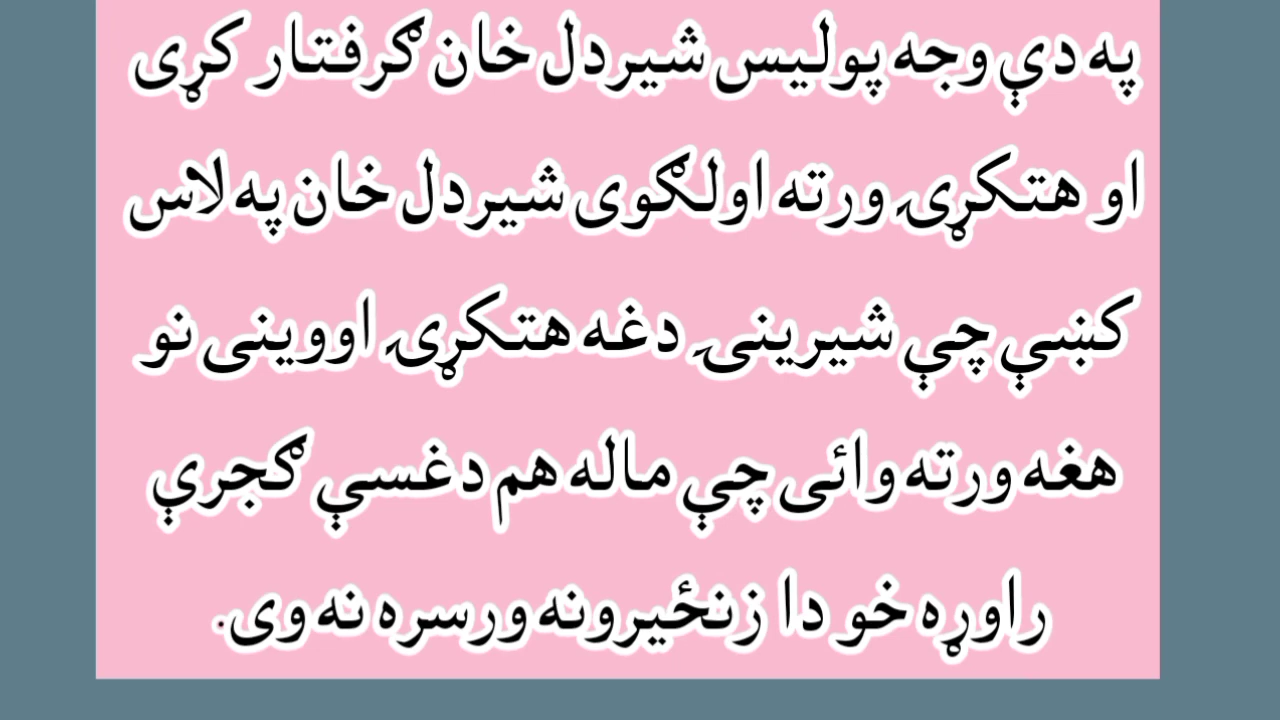 په دې وجه پولیس شیردل خان ګرفتار کړی
او هتکړۍ ورته اولګوی شیردل خان په لاس
کښې چې شیرینۍ دغه هتکړۍ اووینی نو
هغه ورته وائی چې ماله هم دغسې ګجرې
راوړه خو دا زنځیرونه ورسره نه وی.